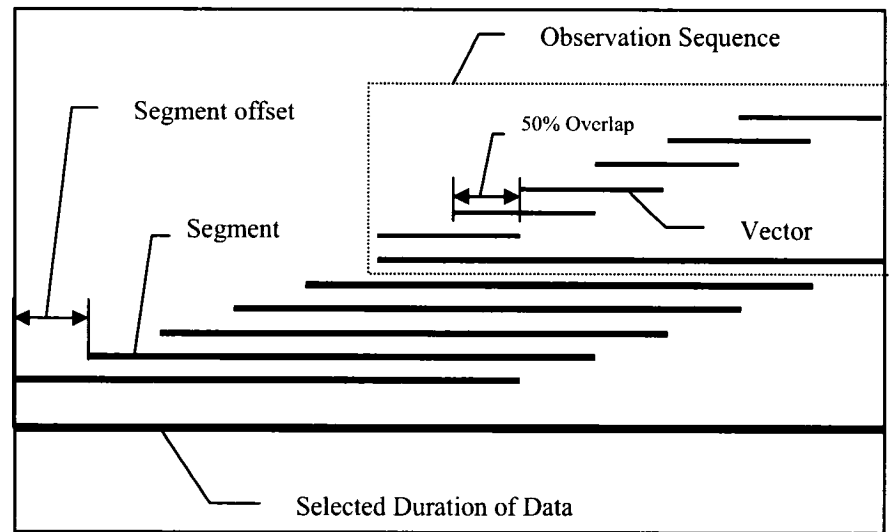 Observation Sequence
Segment offset
50% Overlap
Segment
Vector
Selected Duration of Data